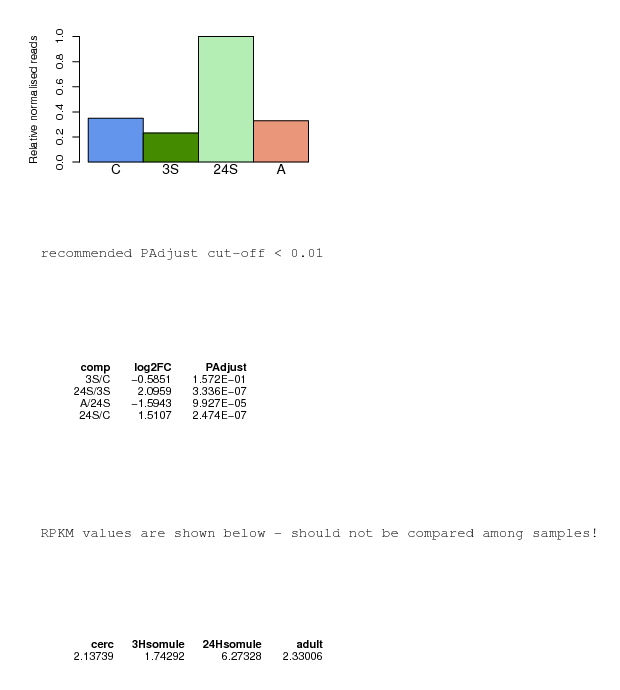 Relative normalised reads
1.0
0.8
0.6
0.4
0.2
0.0
C 3S 24S A
recommended PAdjust cut-off < 0.01
comp log2FC PAdjust
3S/C −0.5851 1.572E−01
24S/3S 2.0959 3.336E−07
A/24S −1.5943 9.927E−05
24S/C 1.5107 2.474E−07
RPKM values are shown below - should not be compared among samples!
cerc 3Hsomule 24Hsomule adult
2.13739 1.74292 6.27328 2.33006